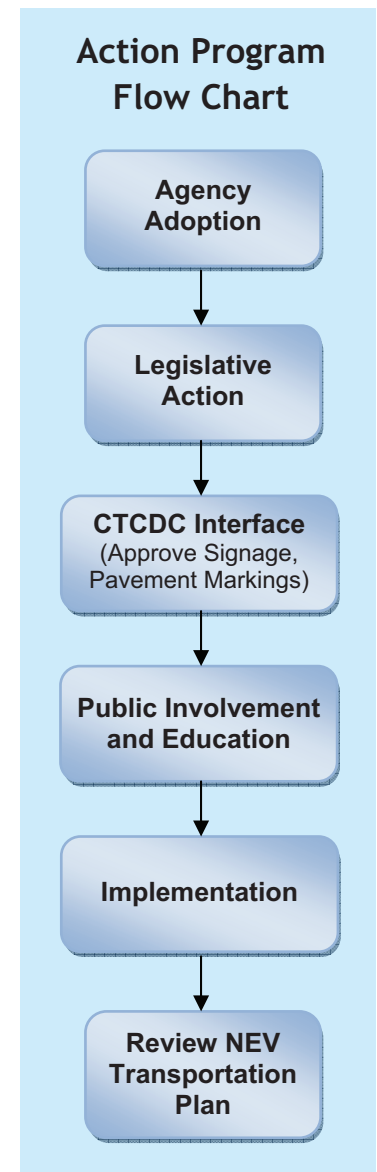 Action Program
Flow Chart
Agency
Adoption
Legislative
Action
CTCDC Interface
(Approve Signage,
Pavement Markings)
Public Involvement
and Education
Implementation
Review NEV
Transportation
Plan